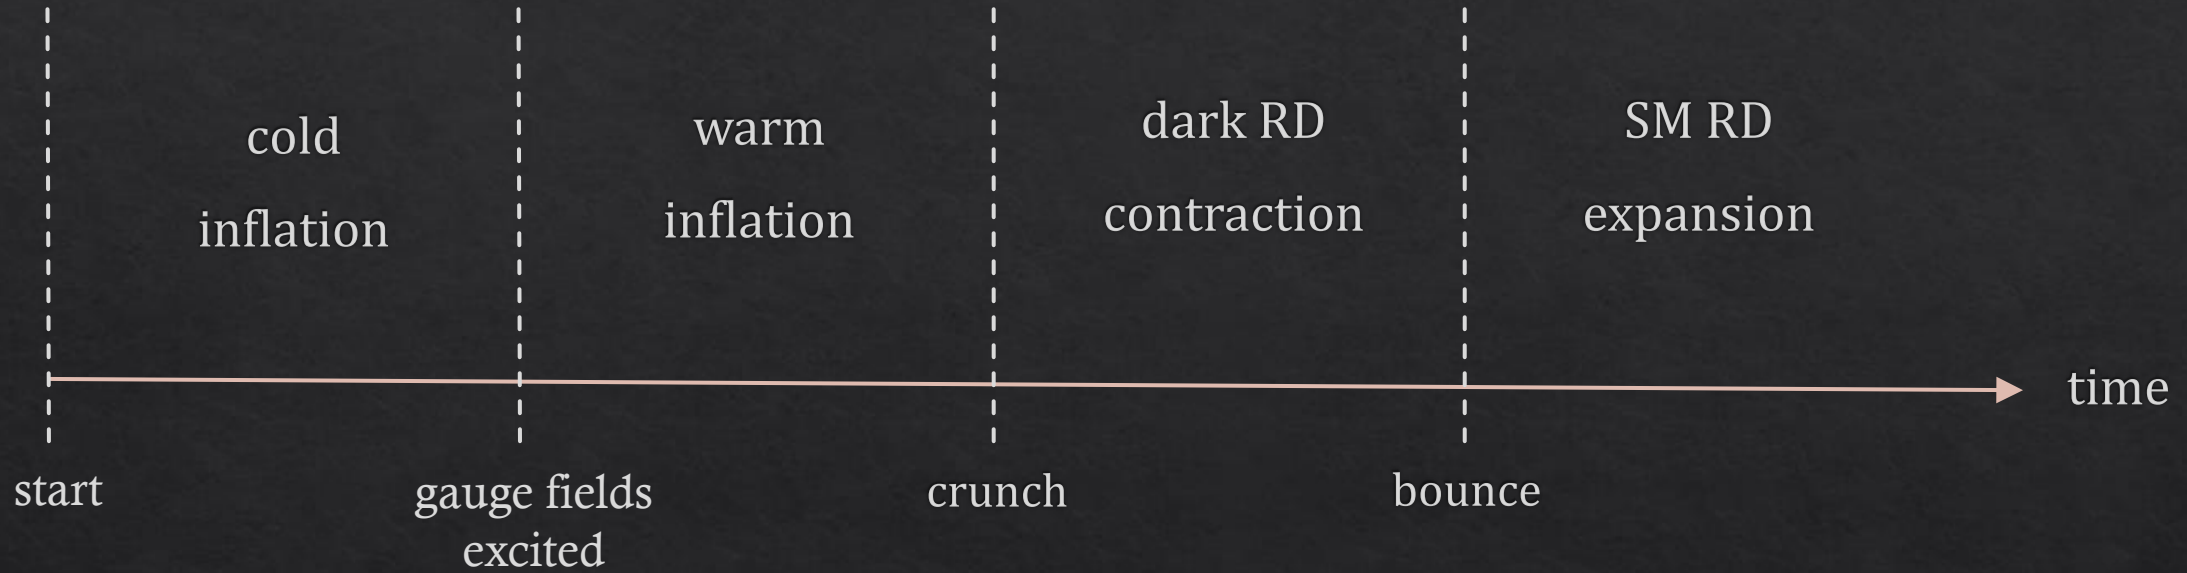 cold
inflation
warm
inflation
dark RD
contraction
SM RD
expansion
time
start
gauge fields
excited
crunch
bounce